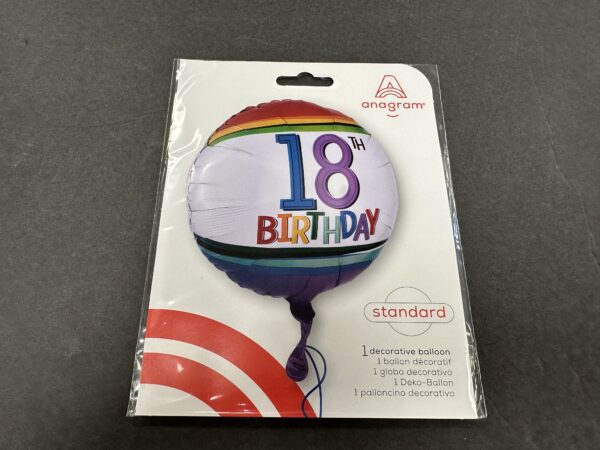 anagram®
18TH
BIRTHDAY
standard
1 decorative balloon
1 ballon décoratif
1 globo decorativo
1 Deko-Ballon
1 palloncino decorativo